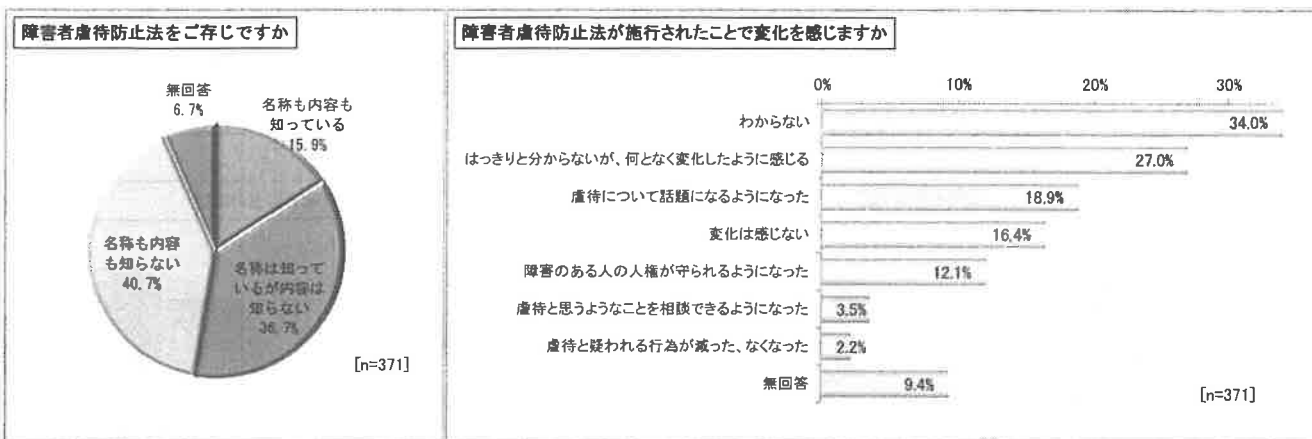 障害者虐待防止法をご存じですか
無回答
6.7%
名称も内容も
知っている
15.9%
名称も内容
も知らない
40.7%
名称は知って
いるが内容は
知らない
36.7%
[n=371]
障害者虐待防止法が施行されたことで変化を感じますか
0%
10%
20%
30%
わからない
34.0%
はっきりと分からないが、何となく変化したように感じる
27.0%
虐待について話題になるようになった
18.9%
変化は感じない
16.4%
障害のある人の人権が守られるようになった
12.1%
虐待と思うようなことを相談できるようになった
3.5%
虐待と疑われる行為が減った、なくなった
2.2%
無回答
9.4%
[n=371]